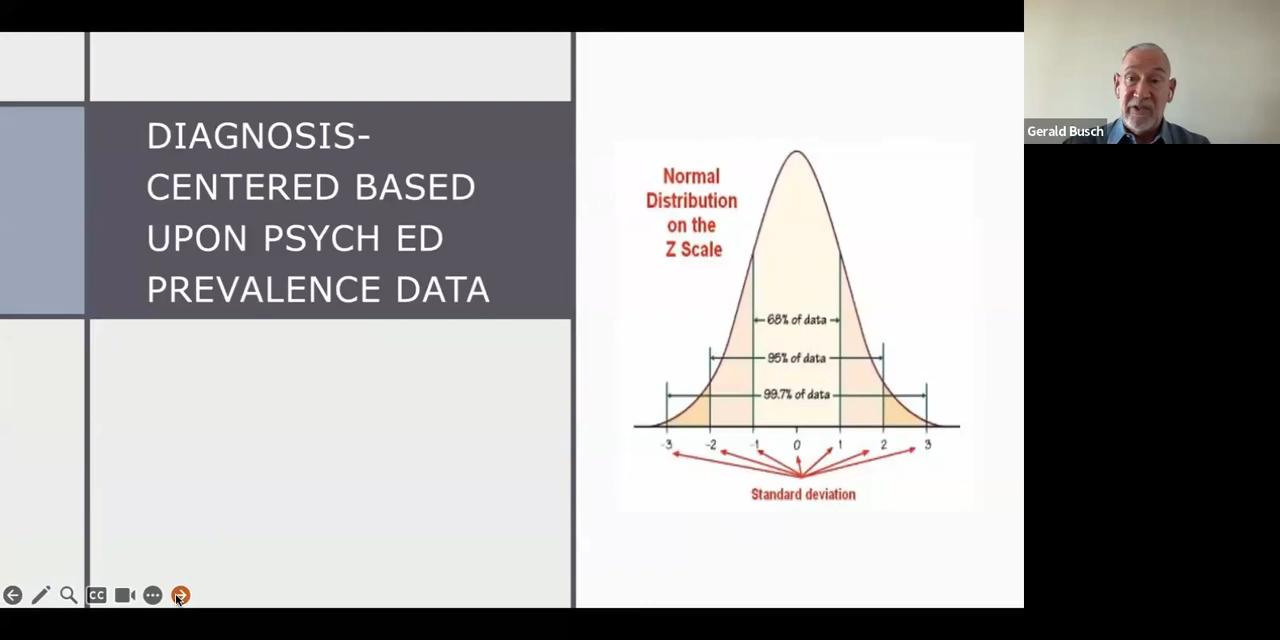 DIAGNOSIS-
CENTERED BASED
UPON PSYCH ED
PREVALENCE DATA
Normal
Distribution
on the
Z Scale
68% of data
95% of data
99.7% of data
-3 -2 -1 0 1 2 3
Standard deviation
CC
Gerald Busch